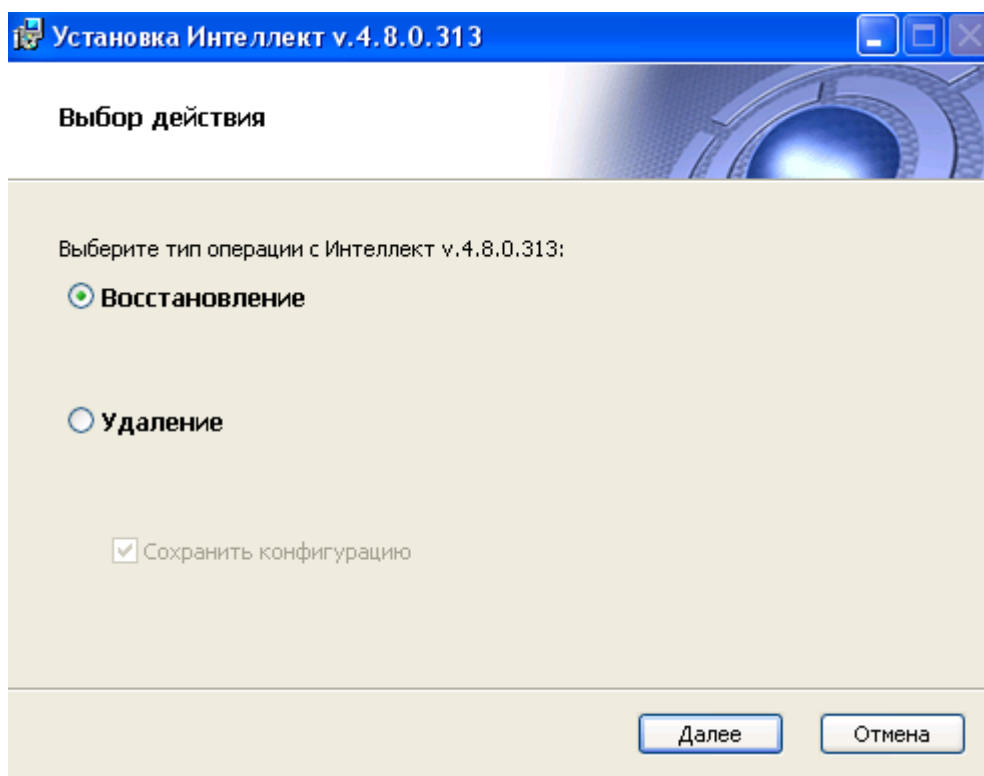 Установка Интеллект v.4.8.0.313
Выбор действия
Выберите тип операции с Интеллект v.4.8.0.313:
Восстановление
Удаление
Сохранить конфигурацию
Далее
Отмена